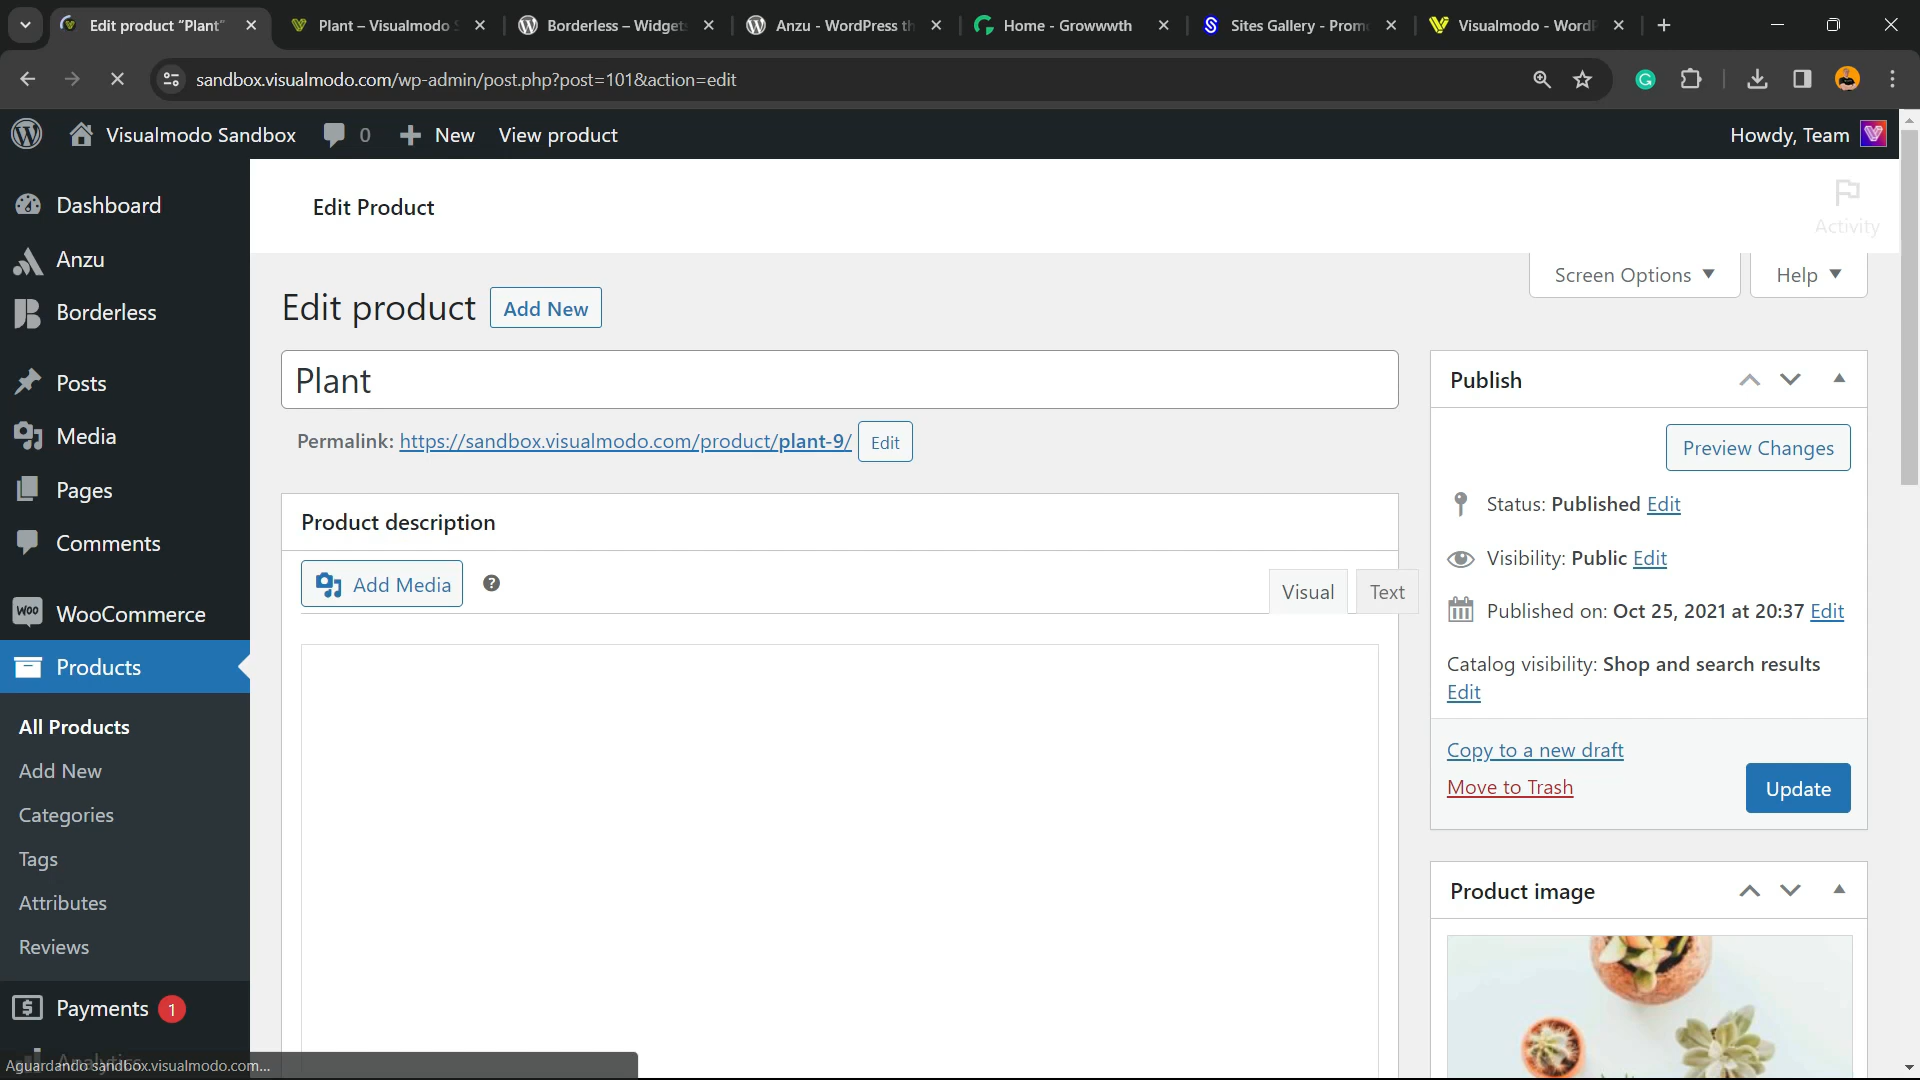 Edit product “Plant”
Plant – Visualmodo S
Borderless – Widget
Anzu - WordPress th
Home - Growwwth
Sites Gallery - Prom
Visualmodo - Word
sandbox.visualmodo.com/wp-admin/post.php?post=101&action=edit
Visualmodo Sandbox
0
New
View product
Howdy, Team
Dashboard
Anzu
Borderless
Posts
Media
Pages
Comments
WooCommerce
Products
All Products
Add New
Categories
Tags
Attributes
Reviews
Payments 1
Analytics
Aguardando sandbox.visualmodo.com...
Edit Product
Activity
Screen Options
Help
Edit product
Add New
Plant
Permalink: https://sandbox.visualmodo.com/product/plant-9/ Edit
Product description
Add Media
Visual
Text
Publish
Preview Changes
Status: Published Edit
Visibility: Public Edit
Published on: Oct 25, 2021 at 20:37 Edit
Catalog visibility: Shop and search results
Edit
Copy to a new draft
Move to Trash
Update
Product image